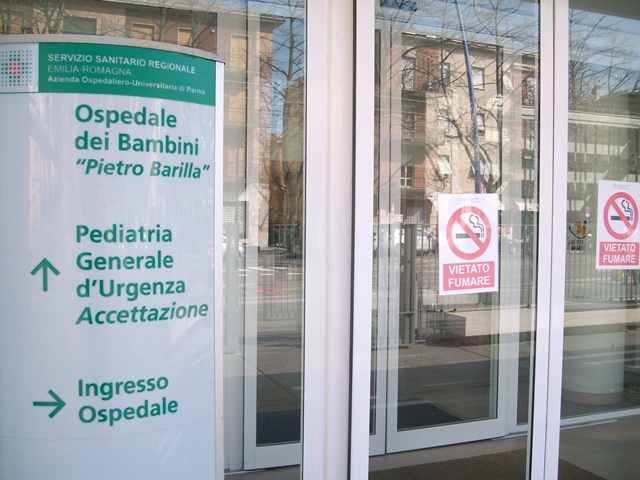 SERVIZIO SANITARIO REGIONALE
EMILIA-ROMAGNA
Azienda Ospedaliero-Universitaria di Parma
Ospedale
dei Bambini
"Pietro Barilla"
Pediatria
Generale
d'Urgenza
Accettazione
Ingresso
Ospedale
VIETATO
FUMARE
VIETATO
FUMARE